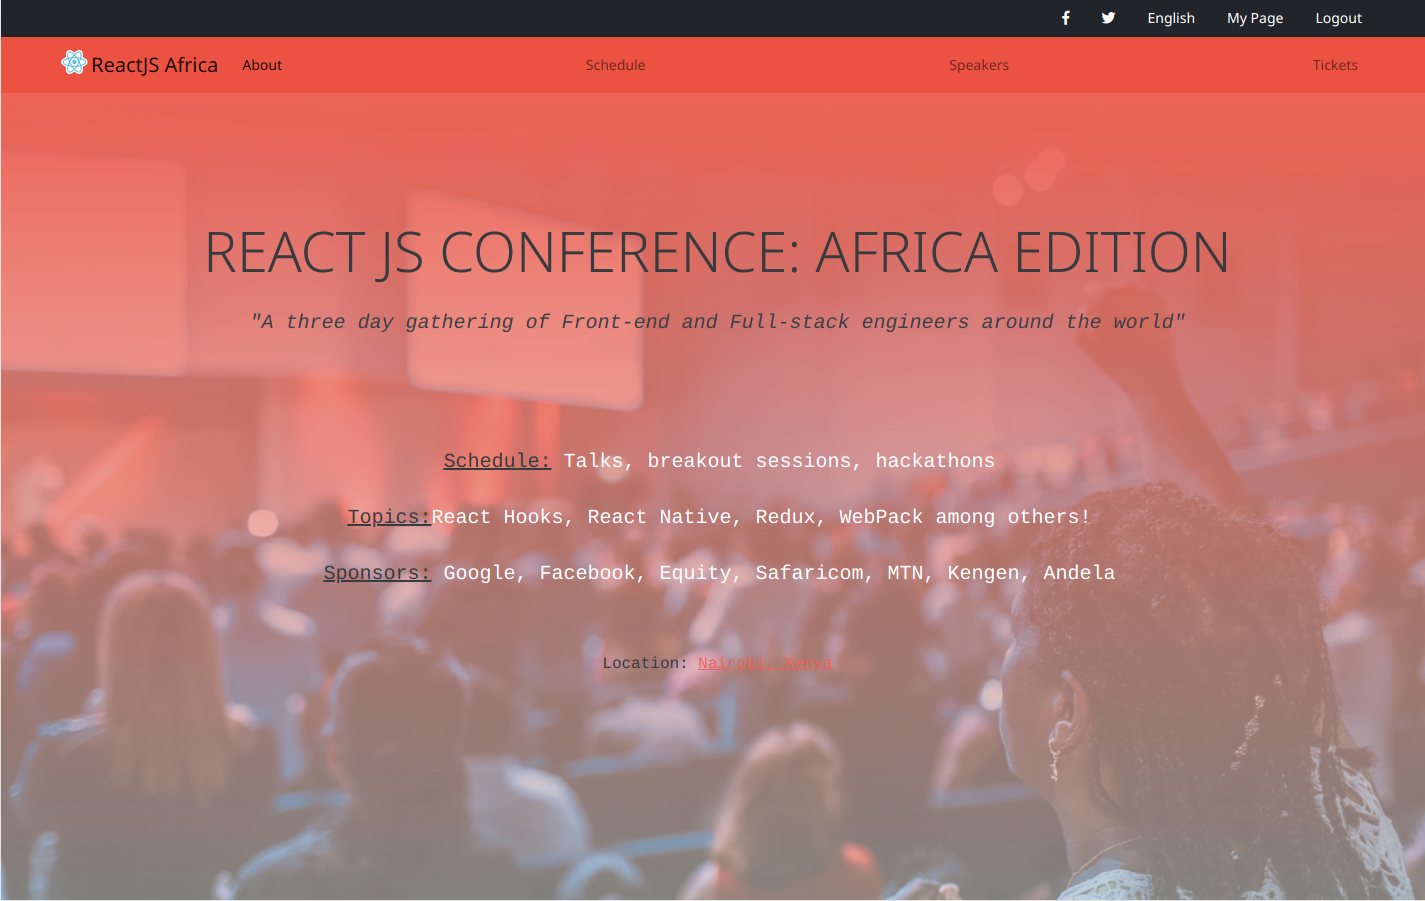 English My Page Logout
ReactJS Africa About Schedule Speakers Tickets
REACT JS CONFERENCE: AFRICA EDITION
"A three day gathering of Front-end and Full-stack engineers around the world"
Schedule: Talks, breakout sessions, hackathons
Topics:React Hooks, React Native, Redux, WebPack among others!
Sponsors: Google, Facebook, Equity, Safaricom, MTN, Kengen, Andela
Location: Nairobi, Kenya